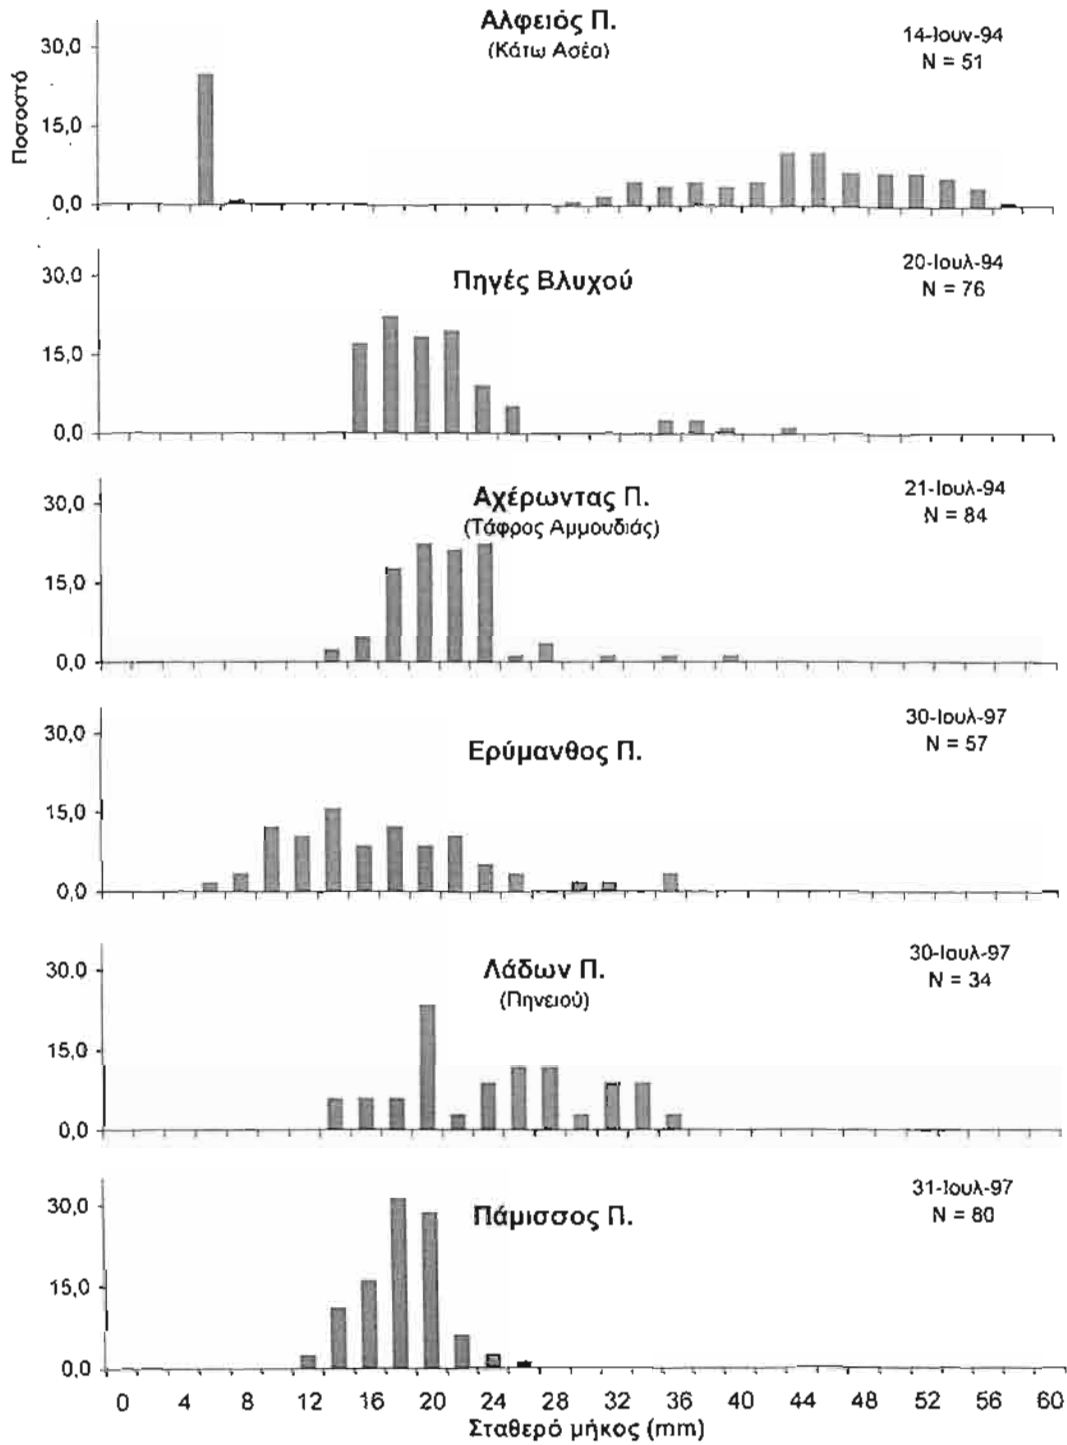 Αλφειός Π.
(Κάτω Ασέα)
14-Ιουν-94
N = 51
Ποσοστό
30,0
15,0
0,0
Πηγές Βλυχού
20-Ιουλ-94
N = 76
30,0
15,0
0,0
Αχέρωντας Π.
(Τάφρος Αμμουδιάς)
21-Ιουλ-94
N = 84
30,0
15,0
0,0
Ερύμανθος Π.
30-Ιουλ-97
N = 57
30,0
15,0
0,0
Λάδων Π.
(Πηνειού)
30-Ιουλ-97
N = 34
30.0
15,0
0,0
Πάμισσος Π.
31-Ιουλ-97
N = 80
30,0
15,0
0.0
0 4 8 12 16 20 24 28 32 36 40 44 48 52 56 60
Σταθερό μήκος (mm)